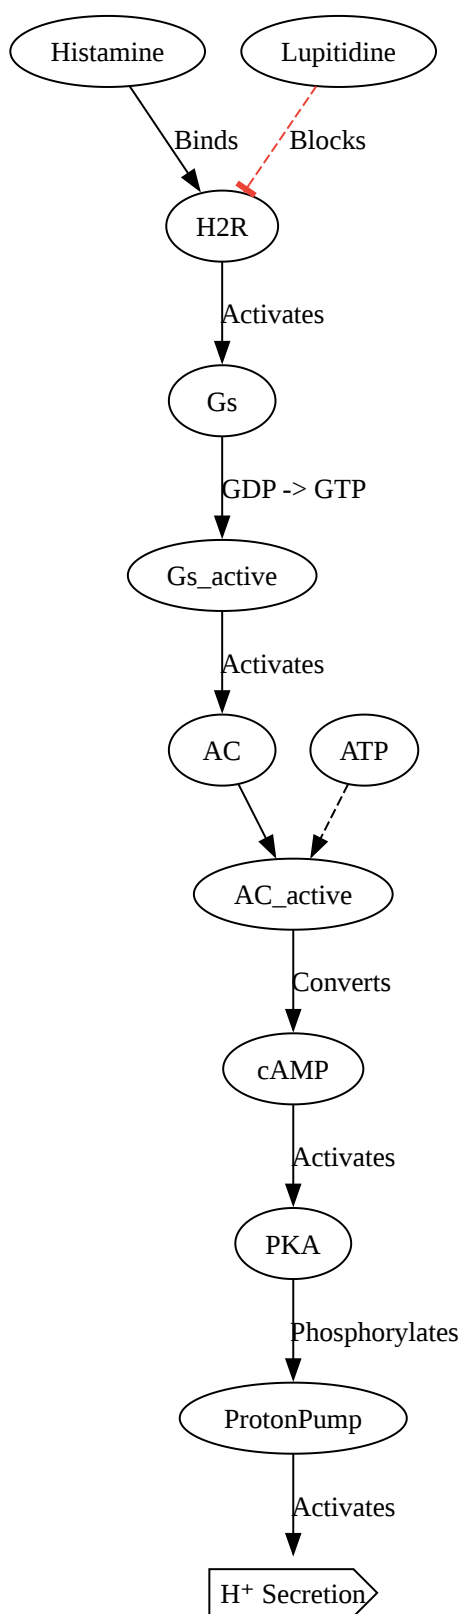 Histamine
Lupitidine
Binds
Blocks
H2R
Activates
Gs
GDP -> GTP
Gs_active
Activates
AC
ATP
AC_active
Converts
cAMP
Activates
PKA
Phosphorylates
ProtonPump
Activates
H⁺ Secretion